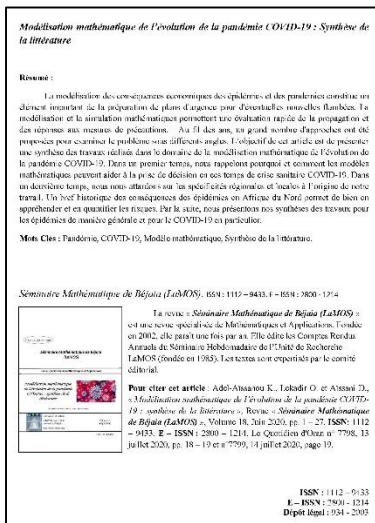 Modélisation mathématique de l'évolution de la pandémie COVID-19 : Synthèse de
la littérature
Résumé :
La modélisation des conséquences économiques des épidémies et des pandémies constitue un
élément important de la préparation de plans d'urgence pour d'éventuelles nouvelles flambées. La
modélisation et la simulation mathématiques permettent une évaluation rapide de la propagation et
des réponses aux mesures de précautions. Au fil des ans, un grand nombre d'approches ont été
proposées pour examiner le problème sous différents angles. L'objectif de cet article est de présenter
une synthèse des travaux réalisés dans le domaine de la modélisation mathématique de l'évolution de
la pandémie COVID-19. Dans un premier temps, nous rappelons pourquoi et comment les modèles
mathématiques peuvent aider à la prise de décision en ces temps de crise sanitaire COVID-19. Dans
un deuxième temps, nous nous attardons sur les spécificités régionales et locales à l'origine de notre
travail. Un bref historique des conséquences des épidémies en Afrique du Nord permet de bien en
appréhender et en quantifier les risques. Par la suite, nous présentons nos synthèses des travaux pour
les épidémies de manière générale et pour le COVID-19 en particulier.
Mots Clés : Pandémie, COVID-19, Modèle mathématique, Synthèse de la littérature.
Séminaire Mathématique de Béjaia (LaMOS). ISSN : 1112 – 9433. E – ISSN : 2800 - 1214
La revue « Séminaire Mathématique de Béjaia (LaMOS) »
est une revue spécialisée de Mathématiques et Applications. Fondée
en 2002, elle paraît une fois par an. Elle édite les Comptes Rendus
Annuels du Séminaire Hebdomadaire de l'Unité de Recherche
LaMOS (fondée en 1985). Les textes sont expertisés par le comité
éditorial.
Pour citer cet article : Adel-Aissanou K., Lekadir O. et Aissani D.,
« Modélisation mathématique de l'évolution de la pandémie COVID-
19 : synthèse de la littérature », Revue « Séminaire Mathématique
de Béjaia (LaMOS) », Volume 18, Juin 2020, pp. 1 – 27. ISSN: 1112
– 9433. E – ISSN : 2800 – 1214. Le Quotidien d'Oran n° 7798, 13
juillet 2020, pp. 18 – 19 et n°7799, 14 juillet 2020, page 19.
ISSN : 1112 – 9433
E – ISSN : 2800 - 1214
Dépôt légal : 934 - 2003